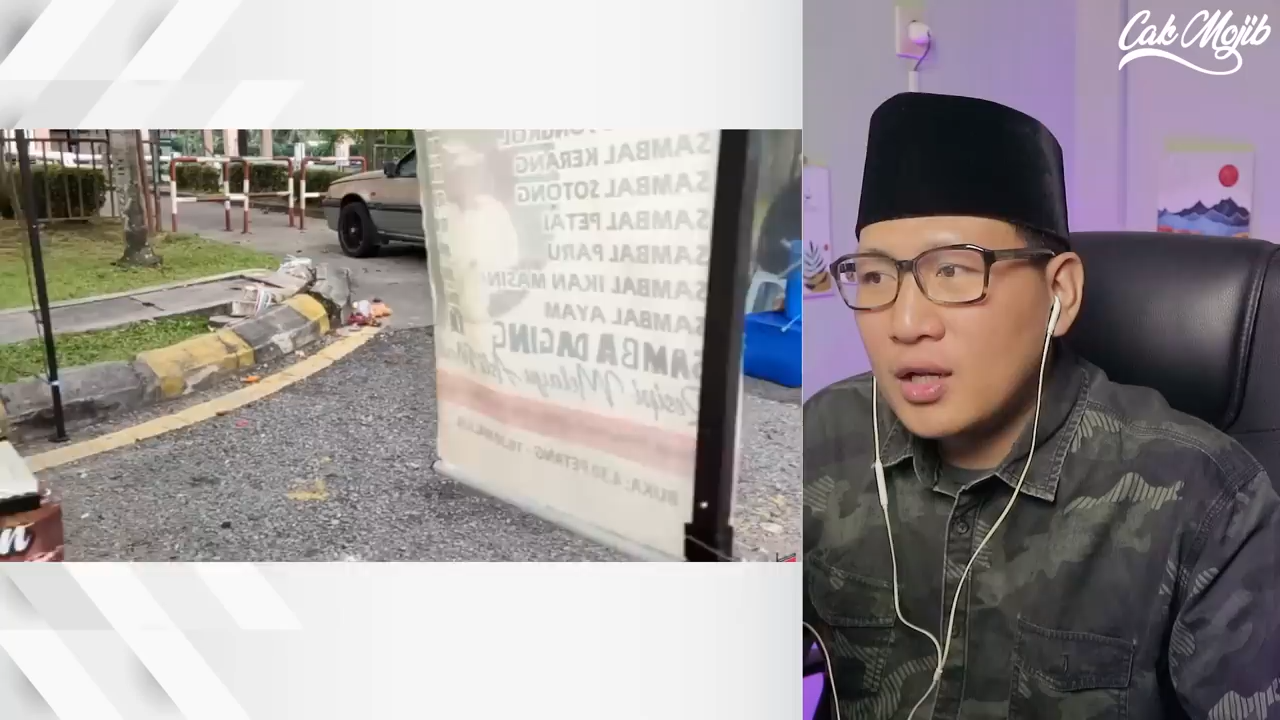 Cak Mojib
SAMBAL KERANG
SAMBAL SOTONG
SAMBAL PETAI
SAMBAL PARU
SAMBAL IKAN MASIN
SAMBAL AYAM
SAMBA DAGING
BUKA: 4.30 PETANG
n